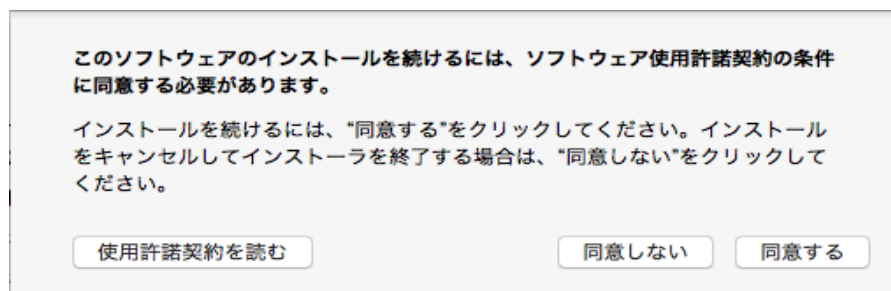 このソフトウェアのインストールを続けるには、ソフトウェア使用許諾契約の条件
に同意する必要があります。
インストールを続けるには、“同意する”をクリックしてください。インストール
をキャンセルしてインストーラを終了する場合は、“同意しない”をクリックして
ください。
使用許諾契約を読む
同意しない
同意する